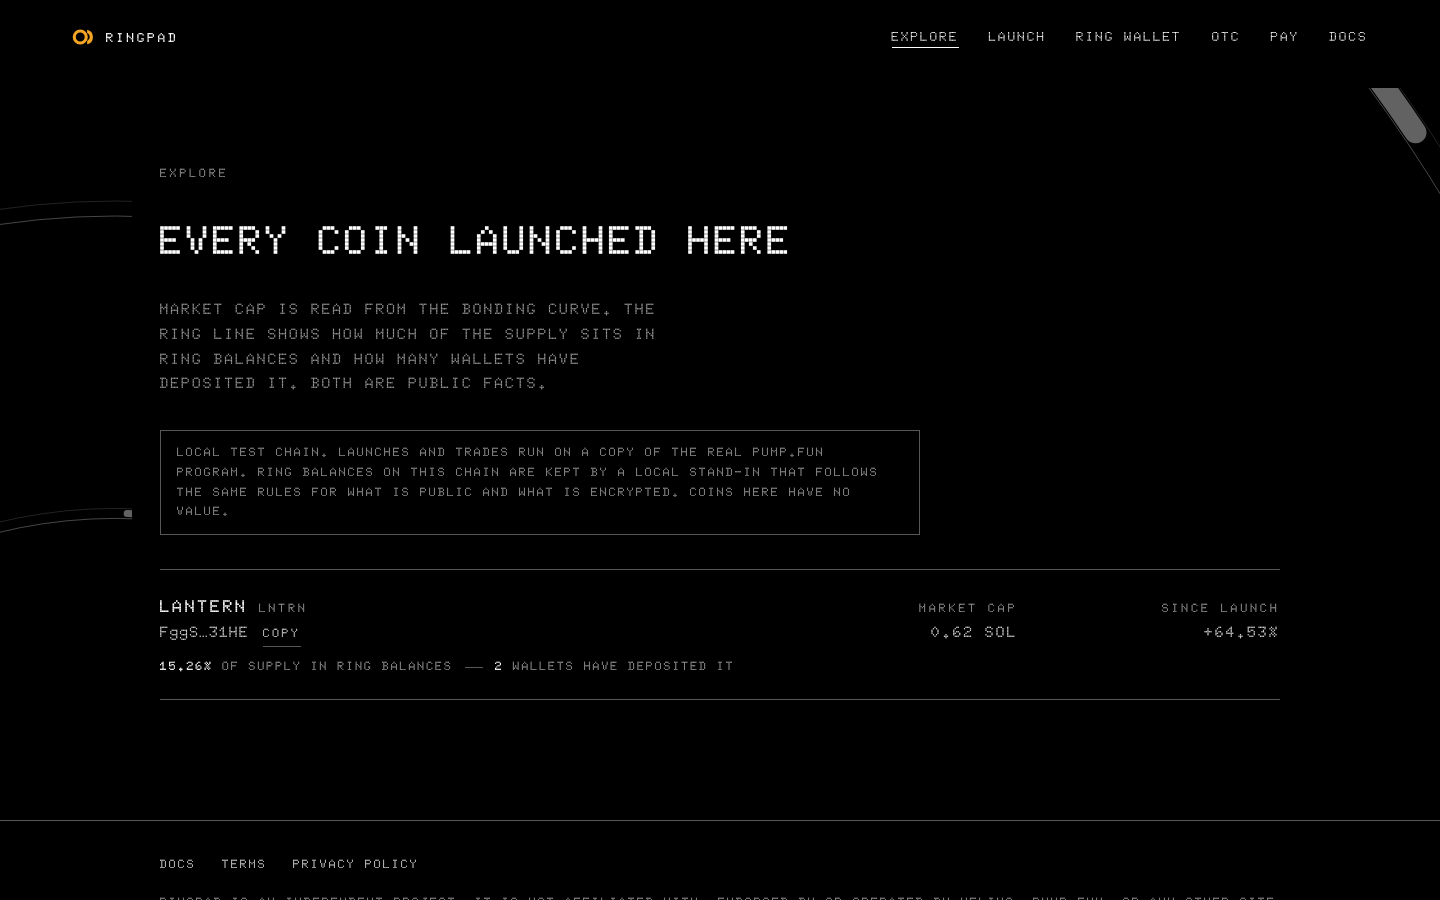 RINGPAD
EXPLORE LAUNCH RING WALLET OTC PAY DOCS
EXPLORE
EVERY COIN LAUNCHED HERE
MARKET CAP IS READ FROM THE BONDING CURVE. THE
RING LINE SHOWS HOW MUCH OF THE SUPPLY SITS IN
RING BALANCES AND HOW MANY WALLETS HAVE
DEPOSITED IT. BOTH ARE PUBLIC FACTS.
LOCAL TEST CHAIN. LAUNCHES AND TRADES RUN ON A COPY OF THE REAL PUMP.FUN
PROGRAM. RING BALANCES ON THIS CHAIN ARE KEPT BY A LOCAL STAND-IN THAT FOLLOWS
THE SAME RULES FOR WHAT IS PUBLIC AND WHAT IS ENCRYPTED. COINS HERE HAVE NO
VALUE.
LANTERN LNTRN MARKET CAP SINCE LAUNCH
FggS…31HE COPY 0.62 SOL +64.53%
15.26% OF SUPPLY IN RING BALANCES — 2 WALLETS HAVE DEPOSITED IT
DOCS TERMS PRIVACY POLICY